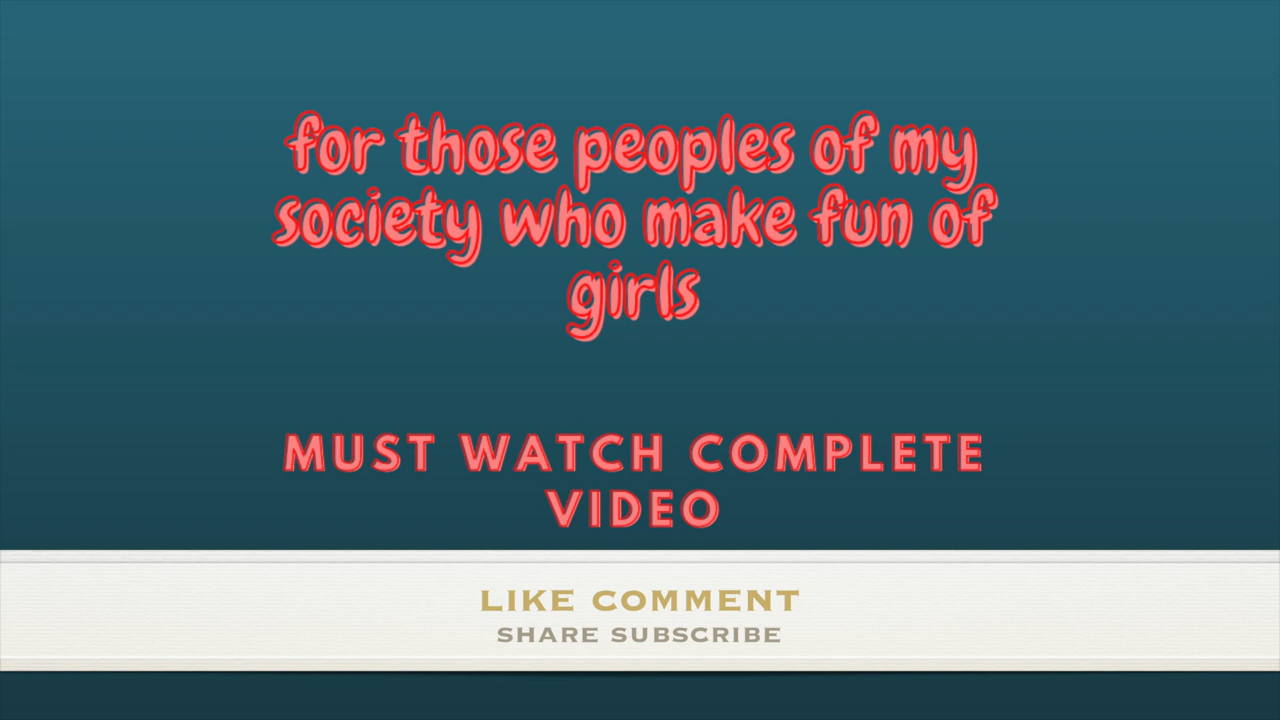 for those peoples of my
society who make fun of
girls
MUST WATCH COMPLETE
VIDEO
LIKE COMMENT
SHARE SUBSCRIBE